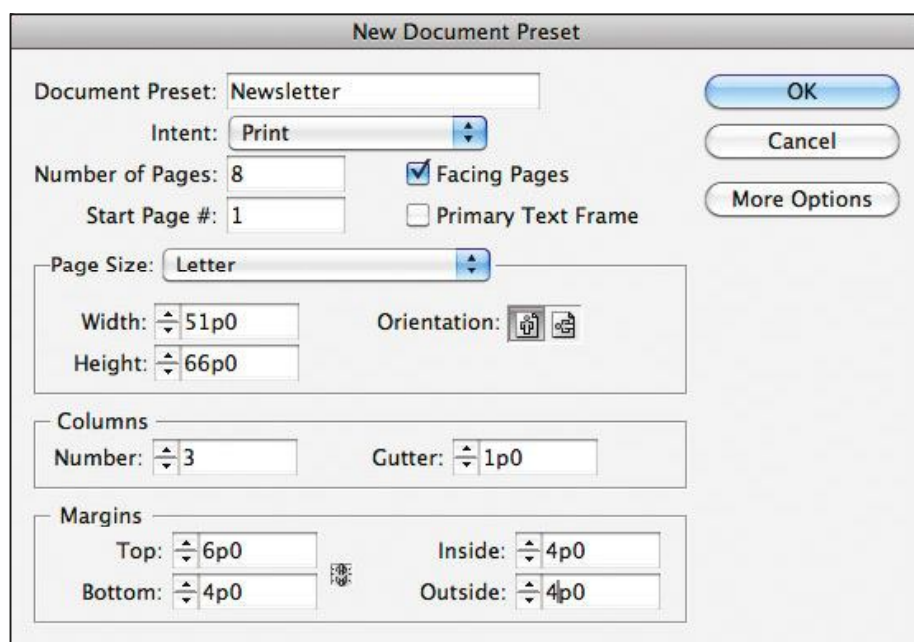 New Document Preset
Document Preset: Newsletter
OK
Intent: Print
Cancel
Number of Pages: 8
Facing Pages
More Options
Start Page #: 1
Primary Text Frame
Page Size: Letter
Width: 51p0
Orientation:
Height: 66p0
Columns
Number: 3
Gutter: 1p0
Margins
Top: 6p0
Inside: 4p0
Bottom: 4p0
Outside: 4p0